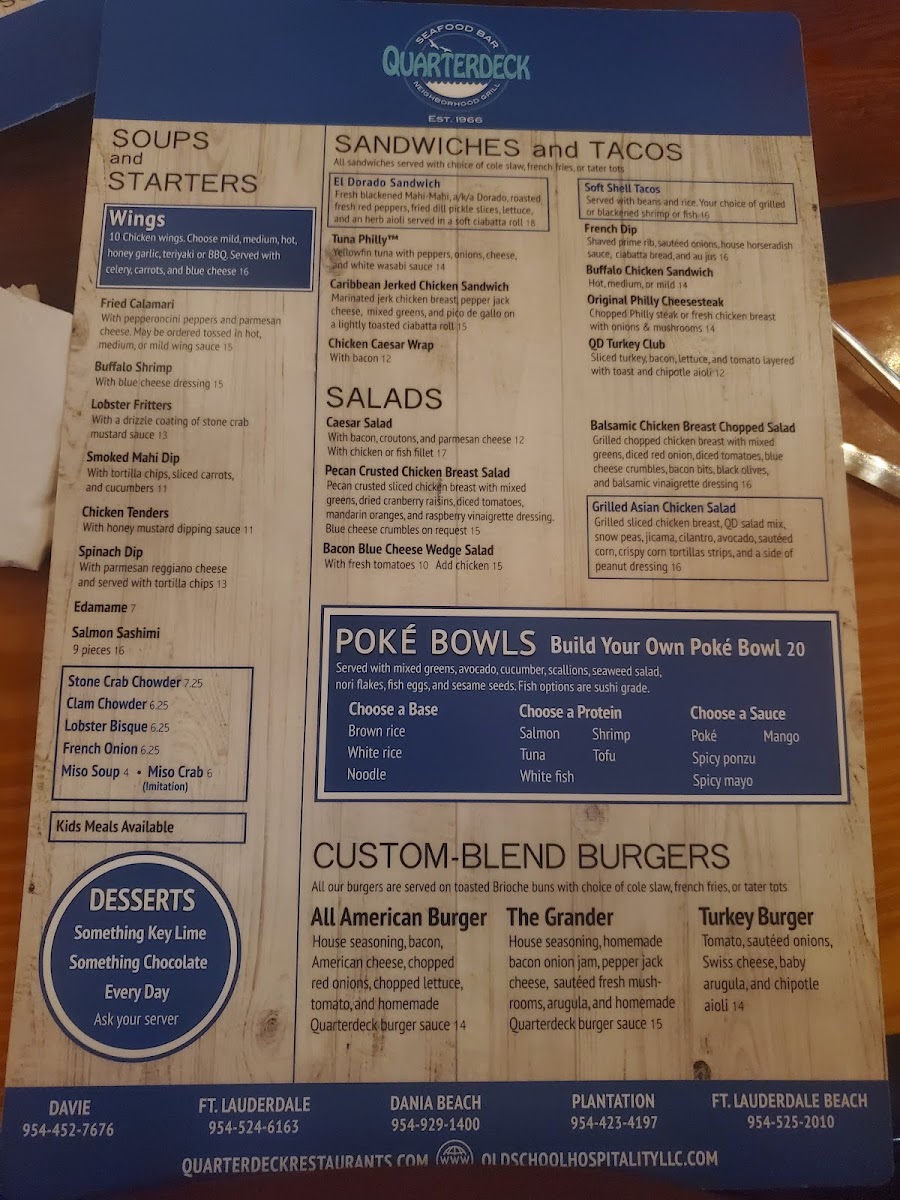 SEAFOOD BAR
QUARTERDECK
NEIGHBORHOOD GRILL
EST. 1966
SOUPS
and
STARTERS
Wings
10 Chicken wings. Choose mild, medium, hot,
honey garlic, teriyaki or BBQ. Served with
celery, carrots, and blue cheese 16
Fried Calamari
With pepperoncini peppers and parmesan
cheese. May be ordered tossed in hot,
medium, or mild wing sauce 15
Buffalo Shrimp
With blue cheese dressing 15
Lobster Fritters
With a drizzle coating of stone crab
mustard sauce 13
Smoked Mahi Dip
With tortilla chips, sliced carrots,
and cucumbers 11
Chicken Tenders
With honey mustard dipping sauce 11
Spinach Dip
With parmesan reggiano cheese
and served with tortilla chips 13
Edamame 7
Salmon Sashimi
9 pieces 16
Stone Crab Chowder 7.25
Clam Chowder 6.25
Lobster Bisque 6.25
French Onion 6.25
Miso Soup 4 • Miso Crab 6
(Imitation)
Kids Meals Available
DESSERTS
Something Key Lime
Something Chocolate
Every Day
Ask your server
SANDWICHES and TACOS
All sandwiches served with choice of cole slaw, french fries, or tater tots
El Dorado Sandwich
Fresh blackened Mahi-Mahi, a/k/a Dorado, roasted
fresh red peppers, fried dill pickle slices, lettuce,
and an herb aioli served in a soft ciabatta roll 18
Tuna Philly™
Yellowfin tuna with peppers, onions, cheese,
and white wasabi sauce 14
Caribbean Jerked Chicken Sandwich
Marinated jerk chicken breast, pepper jack
cheese, mixed greens, and pico de gallo on
a lightly toasted ciabatta roll 15
Chicken Caesar Wrap
With bacon 12
Soft Shell Tacos
Served with beans and rice. Your choice of grilled
or blackened shrimp or fish 16
French Dip
Shaved prime rib, sautéed onions, house horseradish
sauce, ciabatta bread, and au jus 16
Buffalo Chicken Sandwich
Hot, medium, or mild 14
Original Philly Cheesesteak
Chopped Philly steak or fresh chicken breast
with onions & mushrooms 14
QD Turkey Club
Sliced turkey, bacon, lettuce, and tomato layered
with toast and chipotle aioli 12
SALADS
Caesar Salad
With bacon, croutons, and parmesan cheese 12
With chicken or fish fillet 17
Pecan Crusted Chicken Breast Salad
Pecan crusted sliced chicken breast with mixed
greens, dried cranberry raisins, diced tomatoes,
mandarin oranges, and raspberry vinaigrette dressing.
Blue cheese crumbles on request 15
Bacon Blue Cheese Wedge Salad
With fresh tomatoes 10 Add chicken 15
Balsamic Chicken Breast Chopped Salad
Grilled chopped chicken breast with mixed
greens, diced red onion, diced tomatoes, blue
cheese crumbles, bacon bits, black olives,
and balsamic vinaigrette dressing 16
Grilled Asian Chicken Salad
Grilled sliced chicken breast, QD salad mix,
snow peas, jicama, cilantro, avocado, sautéed
corn, crispy corn tortillas strips, and a side of
peanut dressing 16
POKÉ BOWLS Build Your Own Poké Bowl 20
Served with mixed greens, avocado, cucumber, scallions, seaweed salad,
nori flakes, fish eggs, and sesame seeds. Fish options are sushi grade.
Choose a Base
Brown rice
White rice
Noodle
Choose a Protein
Salmon Shrimp
Tuna Tofu
White fish
Choose a Sauce
Poké Mango
Spicy ponzu
Spicy mayo
CUSTOM-BLEND BURGERS
All our burgers are served on toasted Brioche buns with choice of cole slaw, french fries, or tater tots
All American Burger
House seasoning, bacon,
American cheese, chopped
red onions, chopped lettuce,
tomato, and homemade
Quarterdeck burger sauce 14
The Grander
House seasoning, homemade
bacon onion jam, pepper jack
cheese, sautéed fresh mush-
rooms, arugula, and homemade
Quarterdeck burger sauce 15
Turkey Burger
Tomato, sautéed onions,
Swiss cheese, baby
arugula, and chipotle
aioli 14
DAVIE
954-452-7676
FT. LAUDERDALE
954-524-6163
DANIA BEACH
954-929-1400
PLANTATION
954-423-4197
FT. LAUDERDALE BEACH
954-525-2010
QUARTERDECKRESTAURANTS.COM WWW OLDSCHOOLHOSPITALITYLLC.COM